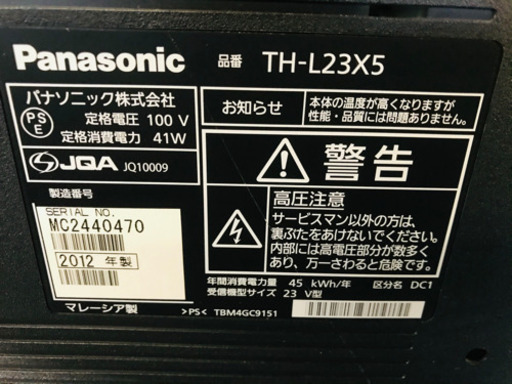 Panasonic 品番 TH-L23X5
パナソニック株式会社
PS E 定格電圧 100 V
定格消費電力 41W
JQA JQ10009
お知らせ
本体の温度が高くなりますが
性能・品質には問題ありません。
警告
高圧注意
サービスマン以外の方は、
裏ぶたをあけないでください。
内部には高電圧部分が数多く
あり、万一さわると危険です。
製造番号
SERIAL NO.
MC2440470
2012 年製
マレーシア製
年間消費電力量 45 kWh/年 区分名 DC1
受信機型サイズ 23 V型
>PS< TBM4GC9151